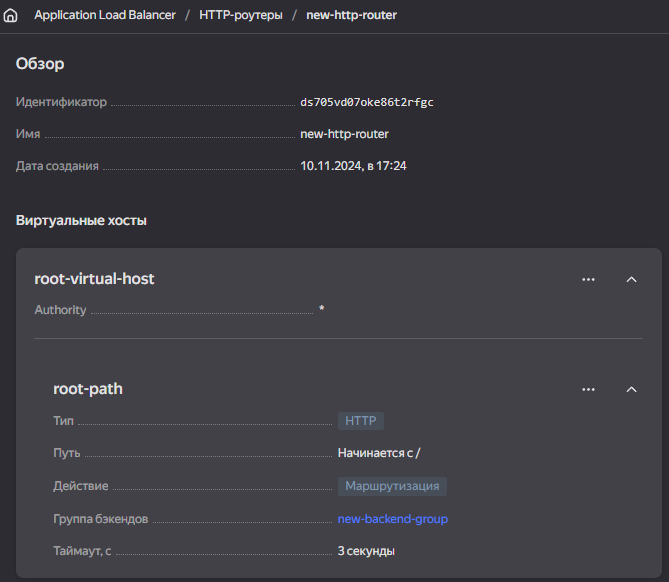 Application Load Balancer / HTTP-роутеры / new-http-router
Обзор
Идентификатор ds705vd07oke86t2rfgc
Имя new-http-router
Дата создания 10.11.2024, в 17:24
Виртуальные хосты
root-virtual-host
Authority *
root-path
Тип HTTP
Путь Начинается с /
Действие Маршрутизация
Группа бэкендов new-backend-group
Таймаут, с 3 секунды